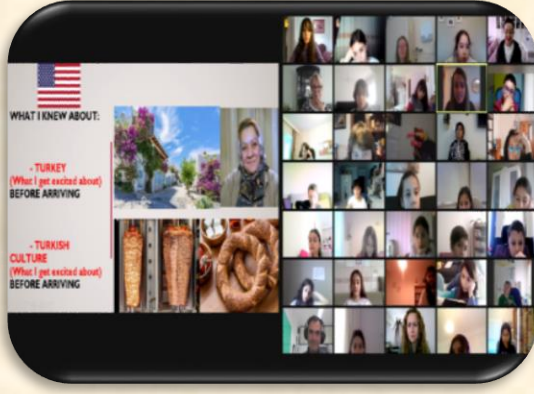 WHAT I KNEW ABOUT:
- TURKEY
(What I get excited about)
BEFORE ARRIVING
- TURKISH
CULTURE
(What I get excited about)
BEFORE ARRIVING